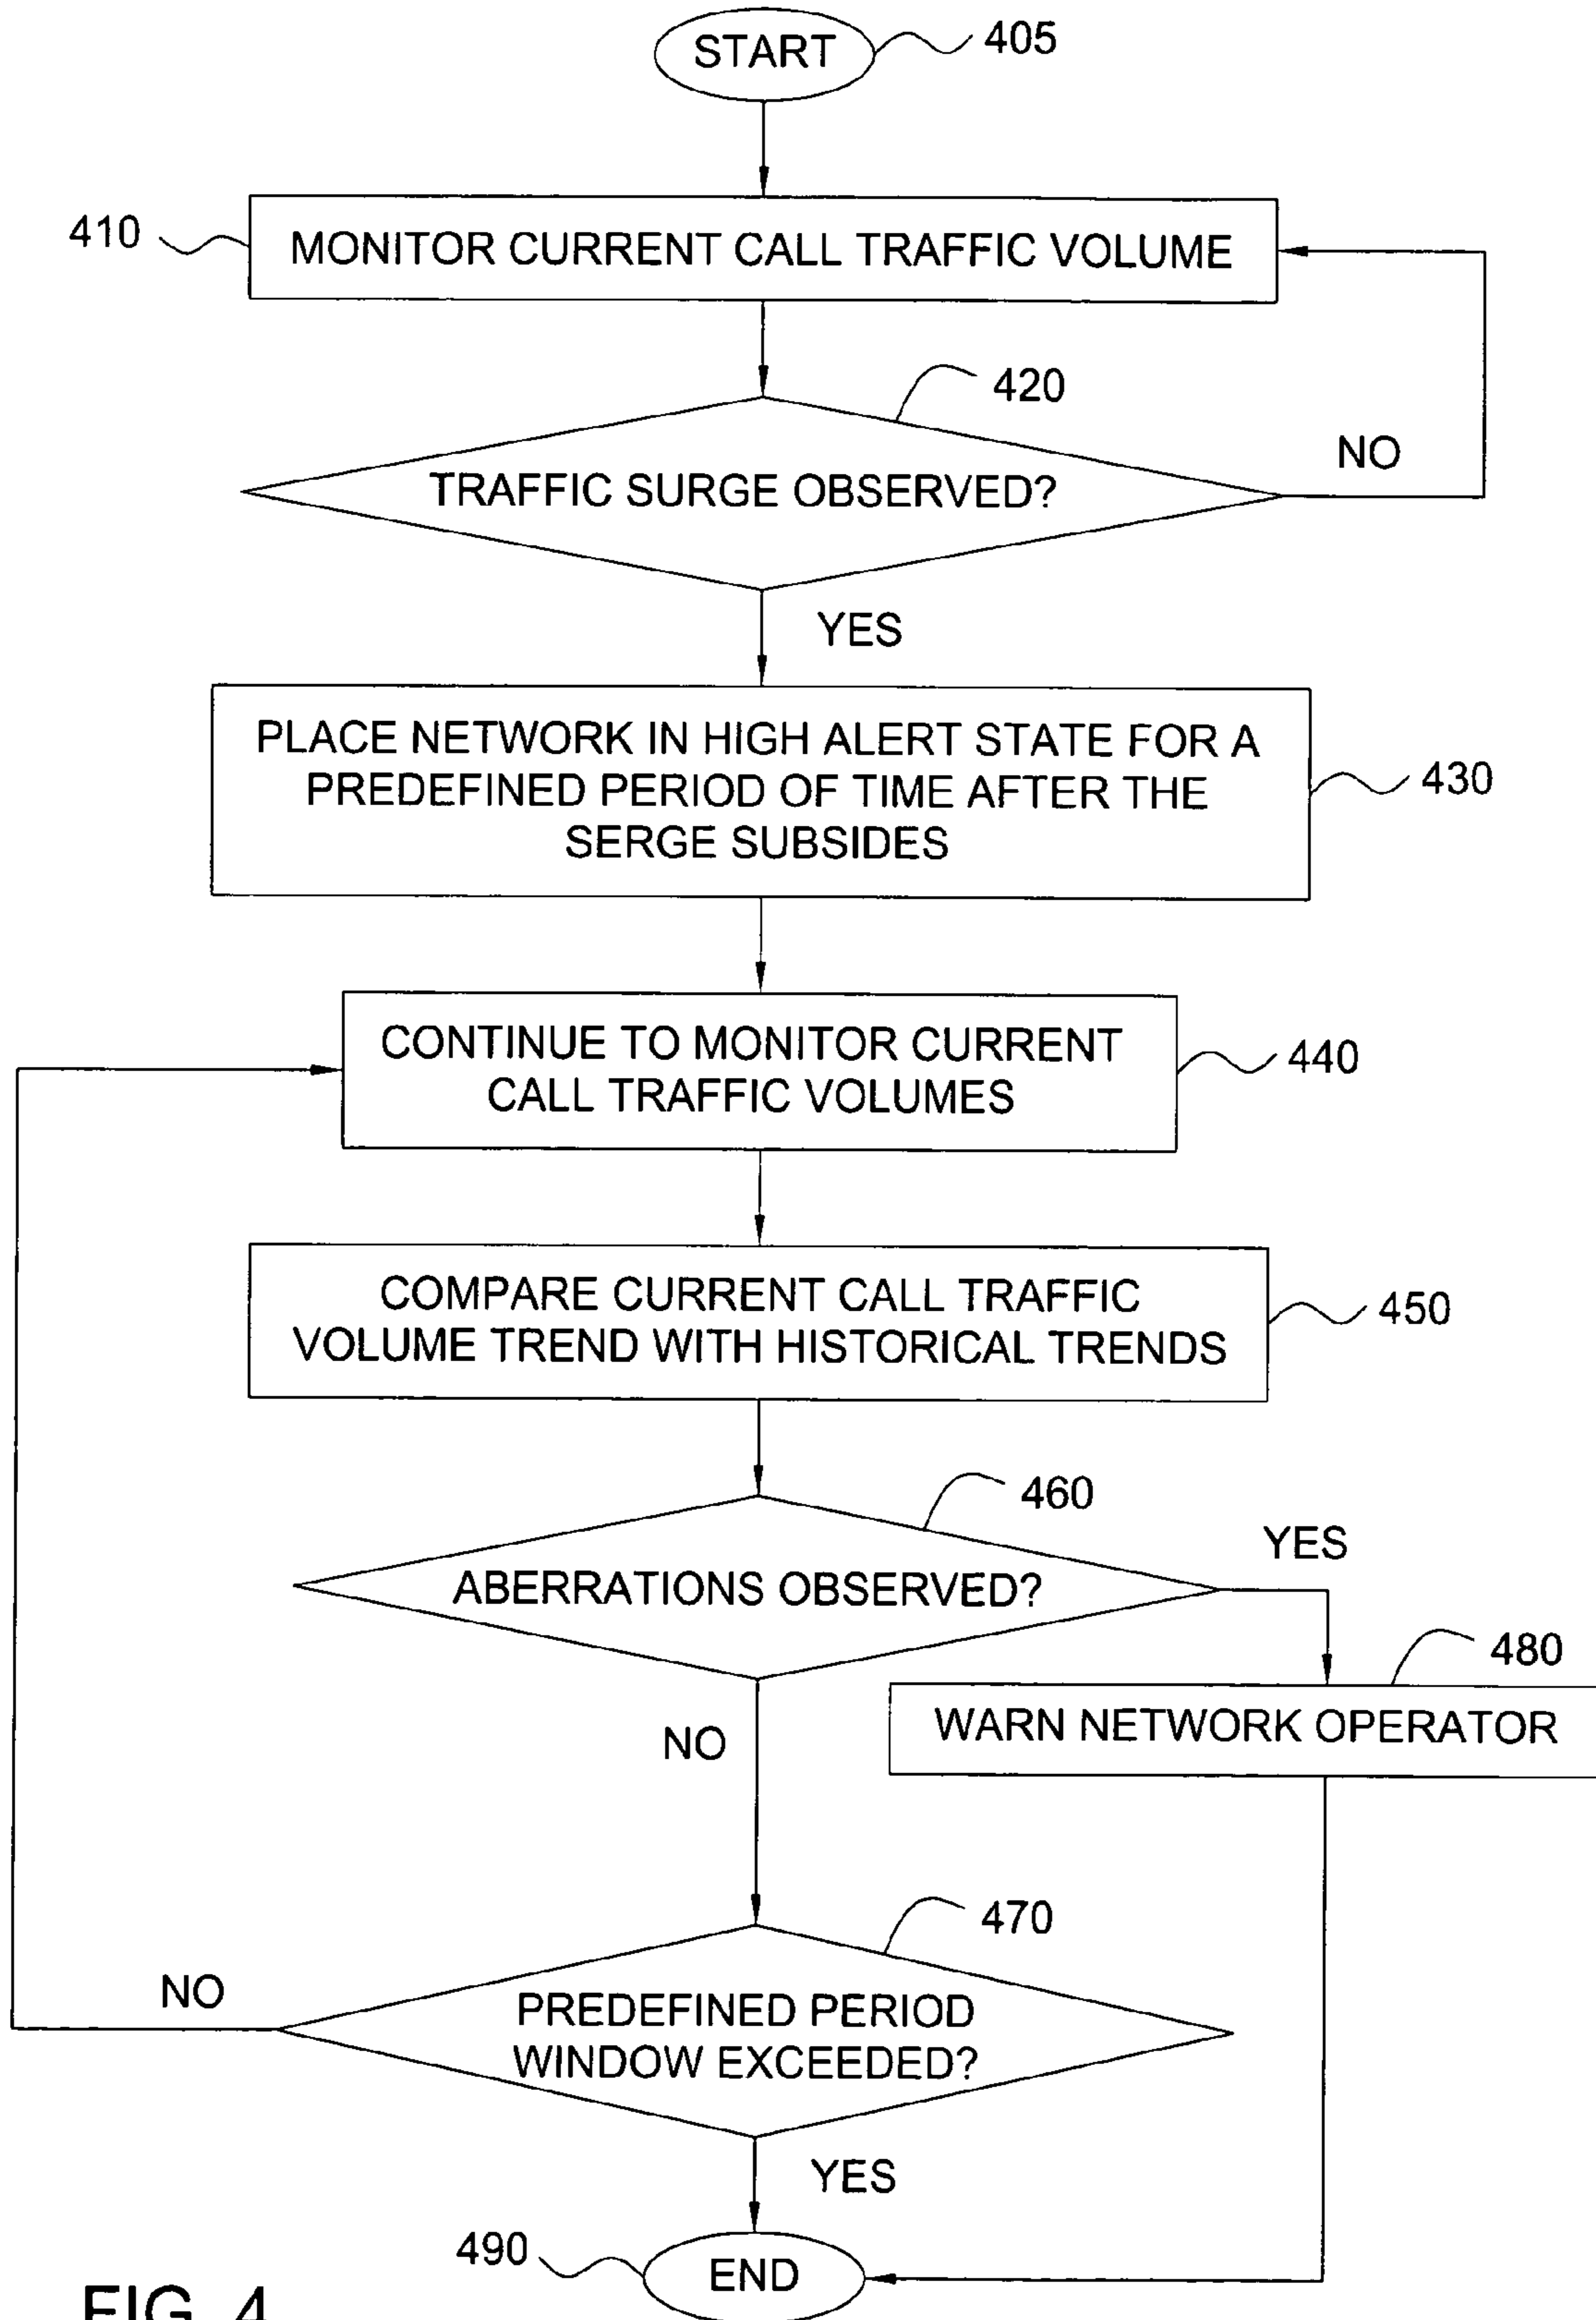 START
405
410
MONITOR CURRENT CALL TRAFFIC VOLUME
420
TRAFFIC SURGE OBSERVED?
NO
YES
PLACE NETWORK IN HIGH ALERT STATE FOR A
PREDEFINED PERIOD OF TIME AFTER THE
SERGE SUBSIDES
430
CONTINUE TO MONITOR CURRENT
CALL TRAFFIC VOLUMES
440
COMPARE CURRENT CALL TRAFFIC
VOLUME TREND WITH HISTORICAL TRENDS
450
460
YES
ABERRATIONS OBSERVED?
480
WARN NETWORK OPERATOR
NO
470
NO
PREDEFINED PERIOD
WINDOW EXCEEDED?
YES
490
END
FIG. 4